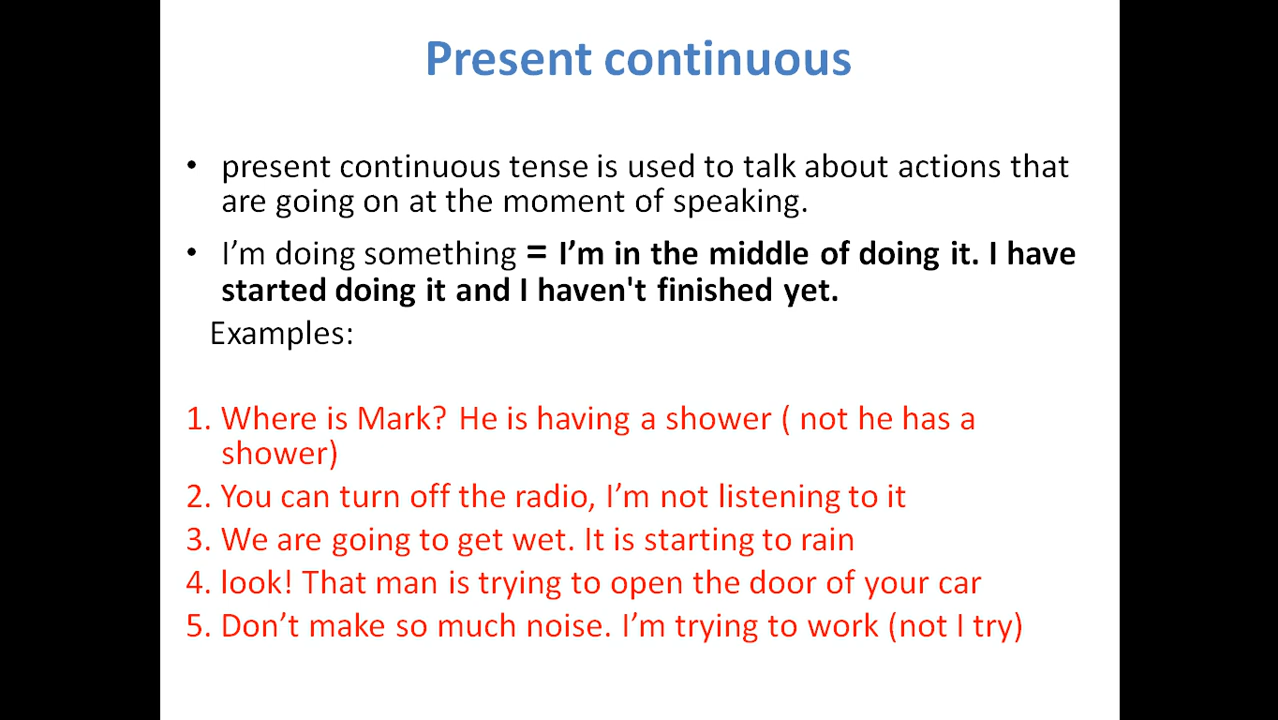 Present continuous
• present continuous tense is used to talk about actions that
are going on at the moment of speaking.
• I’m doing something = I’m in the middle of doing it. I have
started doing it and I haven't finished yet.
Examples:
1. Where is Mark? He is having a shower ( not he has a
shower)
2. You can turn off the radio, I’m not listening to it
3. We are going to get wet. It is starting to rain
4. look! That man is trying to open the door of your car
5. Don’t make so much noise. I’m trying to work (not I try)